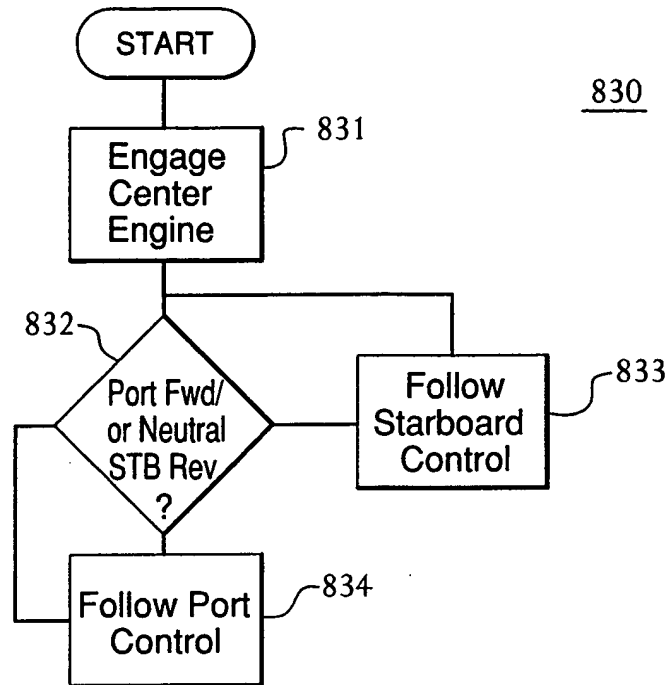 START
830
831
Engage
Center
Engine
832
Port Fwd/
or Neutral
STB Rev
?
Follow
Starboard
Control
833
Follow Port
Control
834